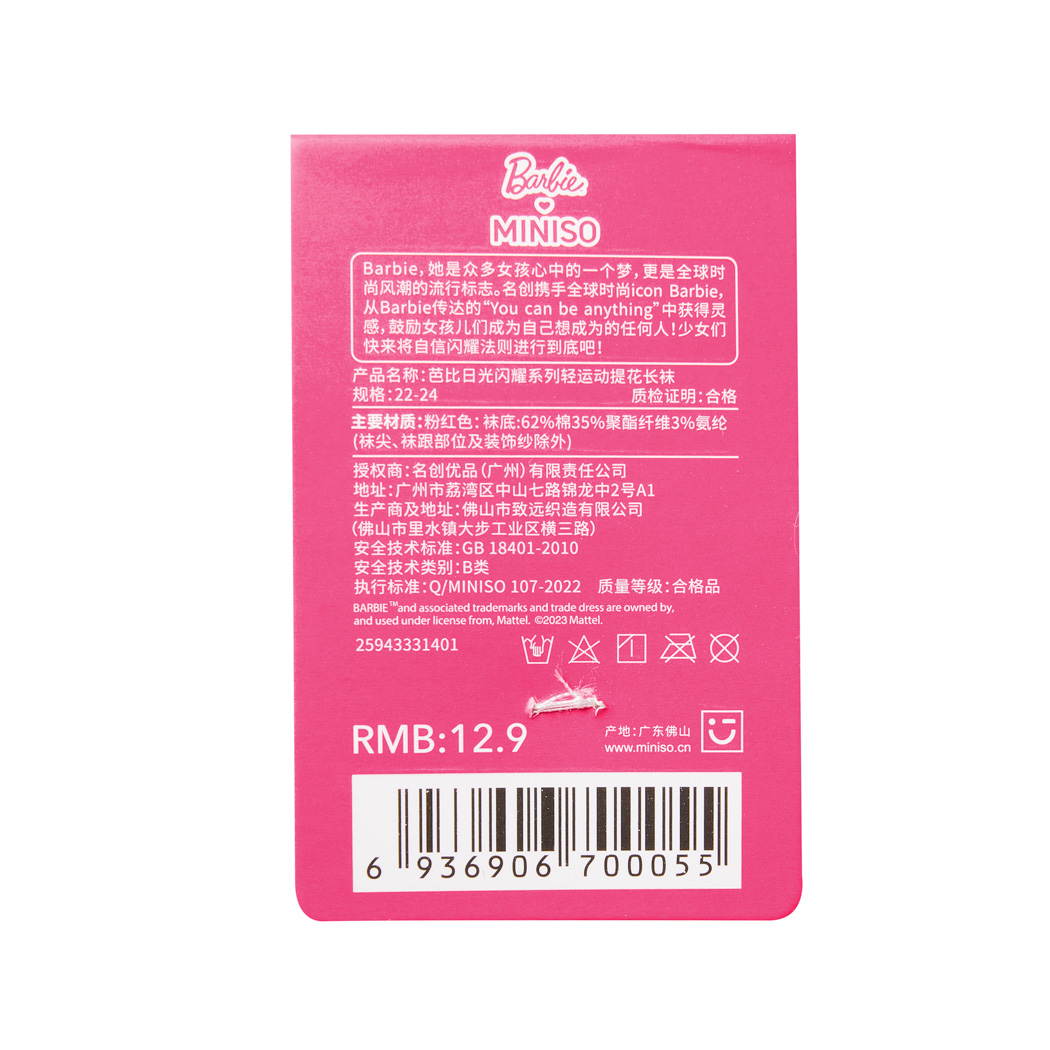 Barbie
MINISO
Barbie，她是众多女孩心中的一个梦，更是全球时
尚风潮的流行标志。名创携手全球时尚icon Barbie，
从Barbie传达的“You can be anything”中获得灵
感，鼓励女孩儿们成为自己想成为的任何人！少女们
快来将自信闪耀法则进行到底吧！
产品名称：芭比日光闪耀系列轻运动提花长袜
规格：22-24 质检证明：合格
主要材质：粉红色：袜底：62%棉35%聚酯纤维3%氨纶
(袜尖、袜跟部位及装饰纱除外)
授权商：名创优品（广州）有限责任公司
地址：广州市荔湾区中山七路锦龙中2号A1
生产商及地址：佛山市致远织造有限公司
（佛山市里水镇大步工业区横三路）
安全技术标准：GB 18401-2010
安全技术类别：B类
执行标准：Q/MINISO 107-2022 质量等级：合格品
BARBIE™and associated trademarks and trade dress are owned by,
and used under license from, Mattel. ©2023 Mattel.
25943331401
RMB:12.9
产地：广东佛山
www.miniso.cn
6 936906 700055